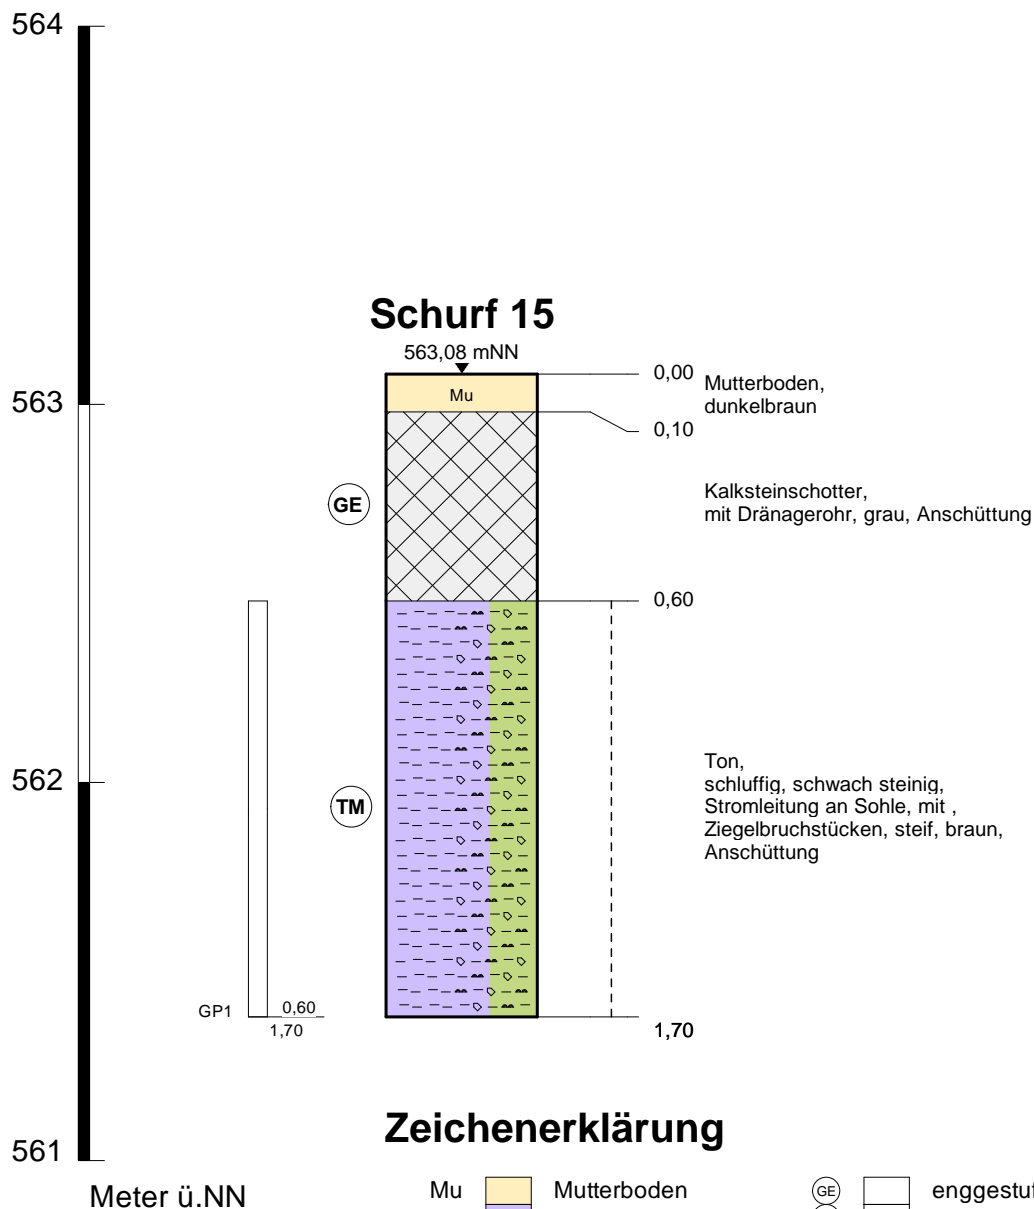 564
Schurf 15
563,08 mNN
0,00
Mutterboden,
dunkelbraun
Mu
563
0,10
Kalksteinschotter,
mit Dränagerohr, grau, Anschüttung
GE
0,60
562
Ton,
schluffig, schwach steinig,
Stromleitung an Sohle, mit ,
Ziegelbruchstücken, steif, braun,
Anschüttung
TM
GP1 0,60
1,70
1,70
Zeichenerklärung
561
Meter ü.NN
Mu Mutterboden
GE